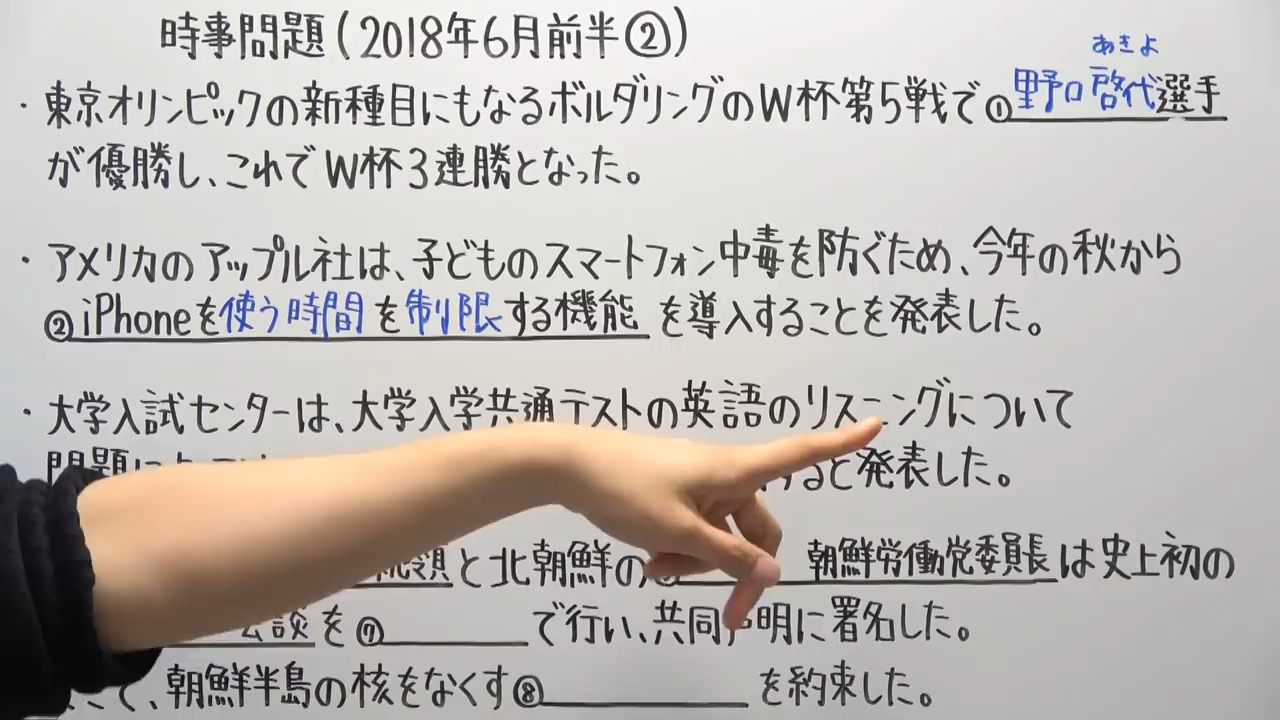 時事問題(2018年6月前半②)
あきよ
・東京オリンピックの新種目にもなるボルダリングのW杯第5戦で①野口啓代選手
が優勝し、これでW杯3連勝となった。
・アメリカのアップル社は、子どものスマートフォン中毒を防ぐため、今年の秋から
②iPhoneを使う時間を制限する機能を導入することを発表した。
・大学入試センターは、大学入学共通テストの英語のリスニングについて
問題に ると発表した。
統領と北朝鮮の 朝鮮労働党委員長は史上初の
会談を⑦ で行い、共同声明に署名した。
て、朝鮮半島の核をなくす⑧ を約束した。